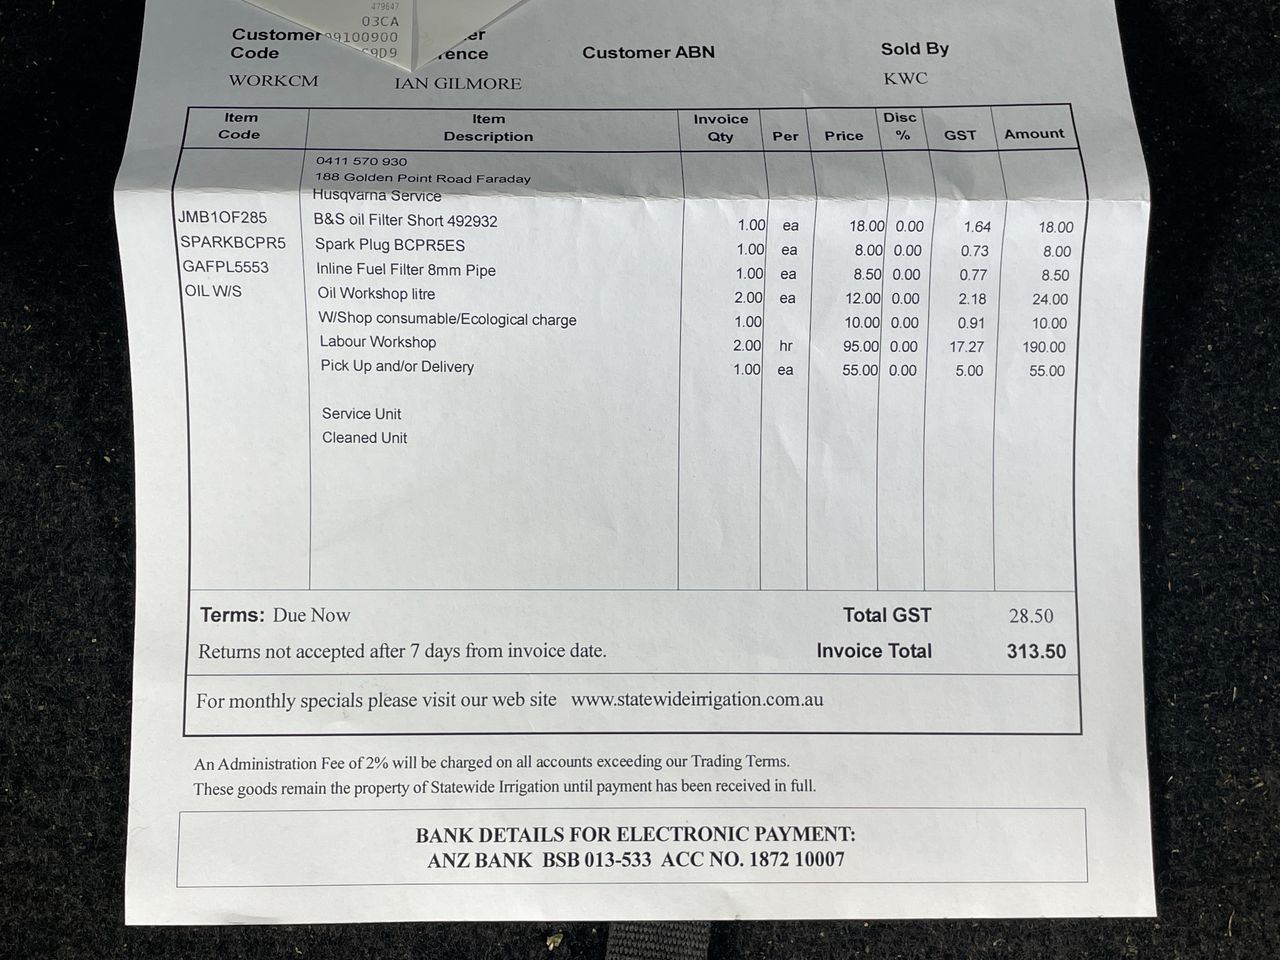 479647
03CA
99100900
C9D9
Customer Code
Customer ABN
Sold By
WORKCM IAN GILMORE KWC
Item Code Item Description Invoice Qty Per Price Disc % GST Amount
0411 570 930
188 Golden Point Road Faraday
Husqvarna Service
JMB1OF285 B&S oil Filter Short 492932 1.00 ea 18.00 0.00 1.64 18.00
SPARKBCPR5 Spark Plug BCPR5ES 1.00 ea 8.00 0.00 0.73 8.00
GAFPL5553 Inline Fuel Filter 8mm Pipe 1.00 ea 8.50 0.00 0.77 8.50
OIL W/S Oil Workshop litre 2.00 ea 12.00 0.00 2.18 24.00
W/Shop consumable/Ecological charge 1.00 10.00 0.00 0.91 10.00
Labour Workshop 2.00 hr 95.00 0.00 17.27 190.00
Pick Up and/or Delivery 1.00 ea 55.00 0.00 5.00 55.00
Service Unit
Cleaned Unit
Terms: Due Now Total GST 28.50
Returns not accepted after 7 days from invoice date. Invoice Total 313.50
For monthly specials please visit our web site www.statewideirrigation.com.au
An Administration Fee of 2% will be charged on all accounts exceeding our Trading Terms.
These goods remain the property of Statewide Irrigation until payment has been received in full.
BANK DETAILS FOR ELECTRONIC PAYMENT:
ANZ BANK BSB 013-533 ACC NO. 1872 10007